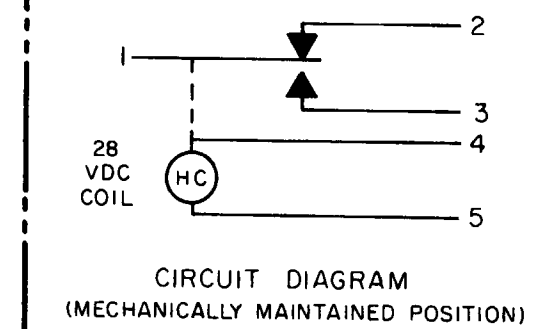 2
1
3
4
28
VDC
COIL
HC
5
CIRCUIT DIAGRAM
(MECHANICALLY MAINTAINED POSITION)